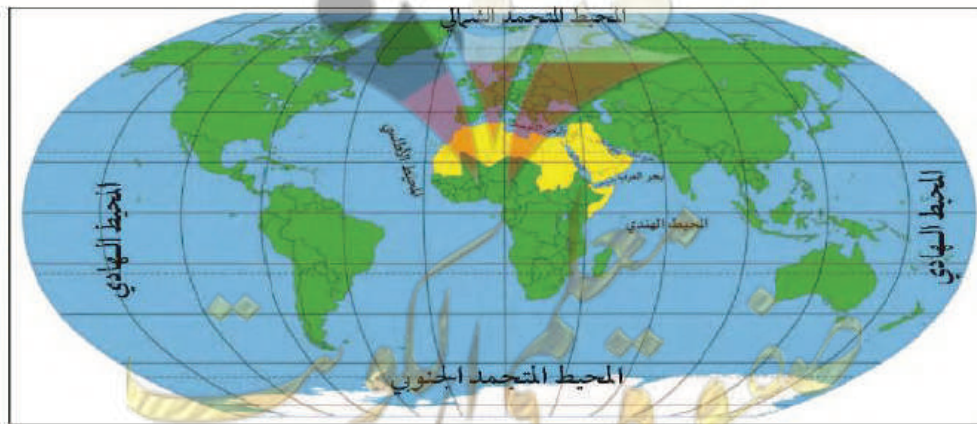 المحيط المتجمد الشمالي
المحيط الأطلسي
بحر العرب
المحيط الهندي
المحيط الهادي
المحيط الهادي
المحيط المتجمد الجنوبي